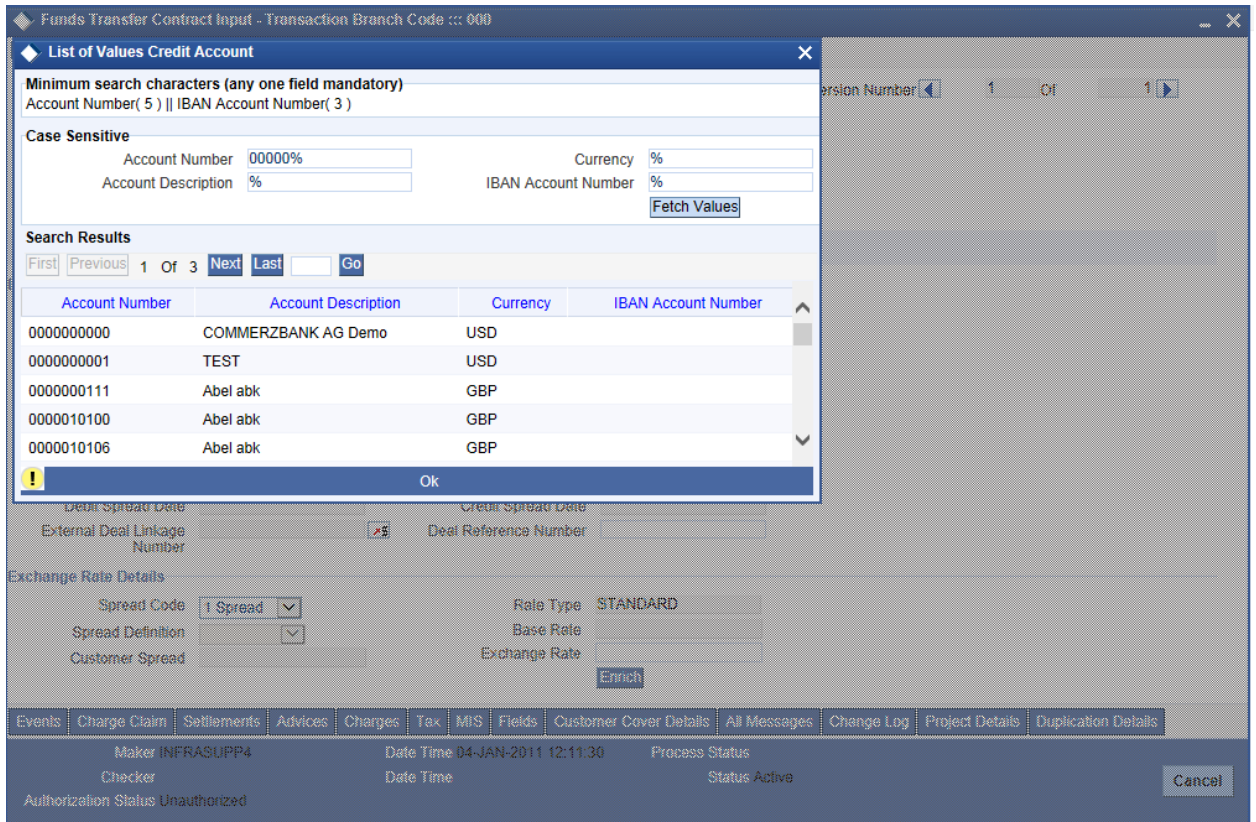 Funds Transfer Contract Input - Transaction Branch Code ::: 000
List of Values Credit Account
Minimum search characters (any one field mandatory)
Account Number( 5 ) || IBAN Account Number( 3 )
ersion Number 1 Of 1
Case Sensitive
Account Number 00000% Currency %
Account Description % IBAN Account Number %
Fetch Values
Search Results
First Previous 1 Of 3 Next Last Go
Account Number Account Description Currency IBAN Account Number
0000000000 COMMERZBANK AG Demo USD
0000000001 TEST USD
0000000111 Abel abk GBP
0000010100 Abel abk GBP
0000010106 Abel abk GBP
! Ok
Debit Spread Date Credit Spread Date
External Deal Linkage Deal Reference Number
Number
Exchange Rate Details
Spread Code 1 Spread Rate Type STANDARD
Spread Definition Base Rate
Customer Spread Exchange Rate
Enrich
Events Charge Claim Settlements Advices Charges Tax MIS Fields Customer Cover Details All Messages Change Log Project Details Duplication Details
Maker INFRASUPP4 Date Time 04-JAN-2011 12:11:30 Process Status
Checker Date Time Status Active
Authorization Status Unauthorized
Cancel